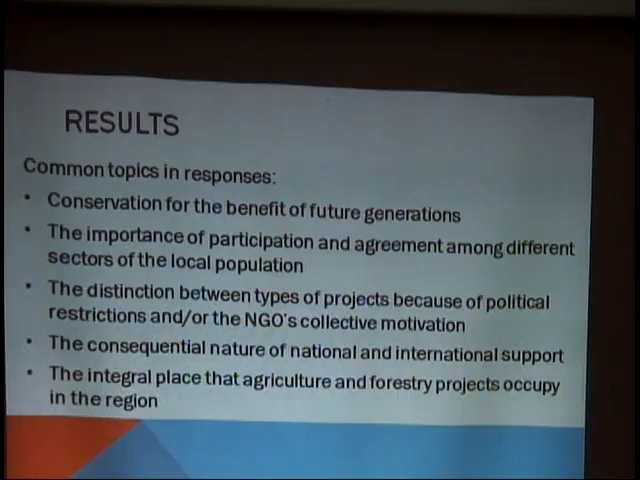 RESULTS
Common topics in responses:
• Conservation for the benefit of future generations
• The importance of participation and agreement among different
sectors of the local population
• The distinction between types of projects because of political
restrictions and/or the NGO's collective motivation
• The consequential nature of national and international support
• The integral place that agriculture and forestry projects occupy
in the region